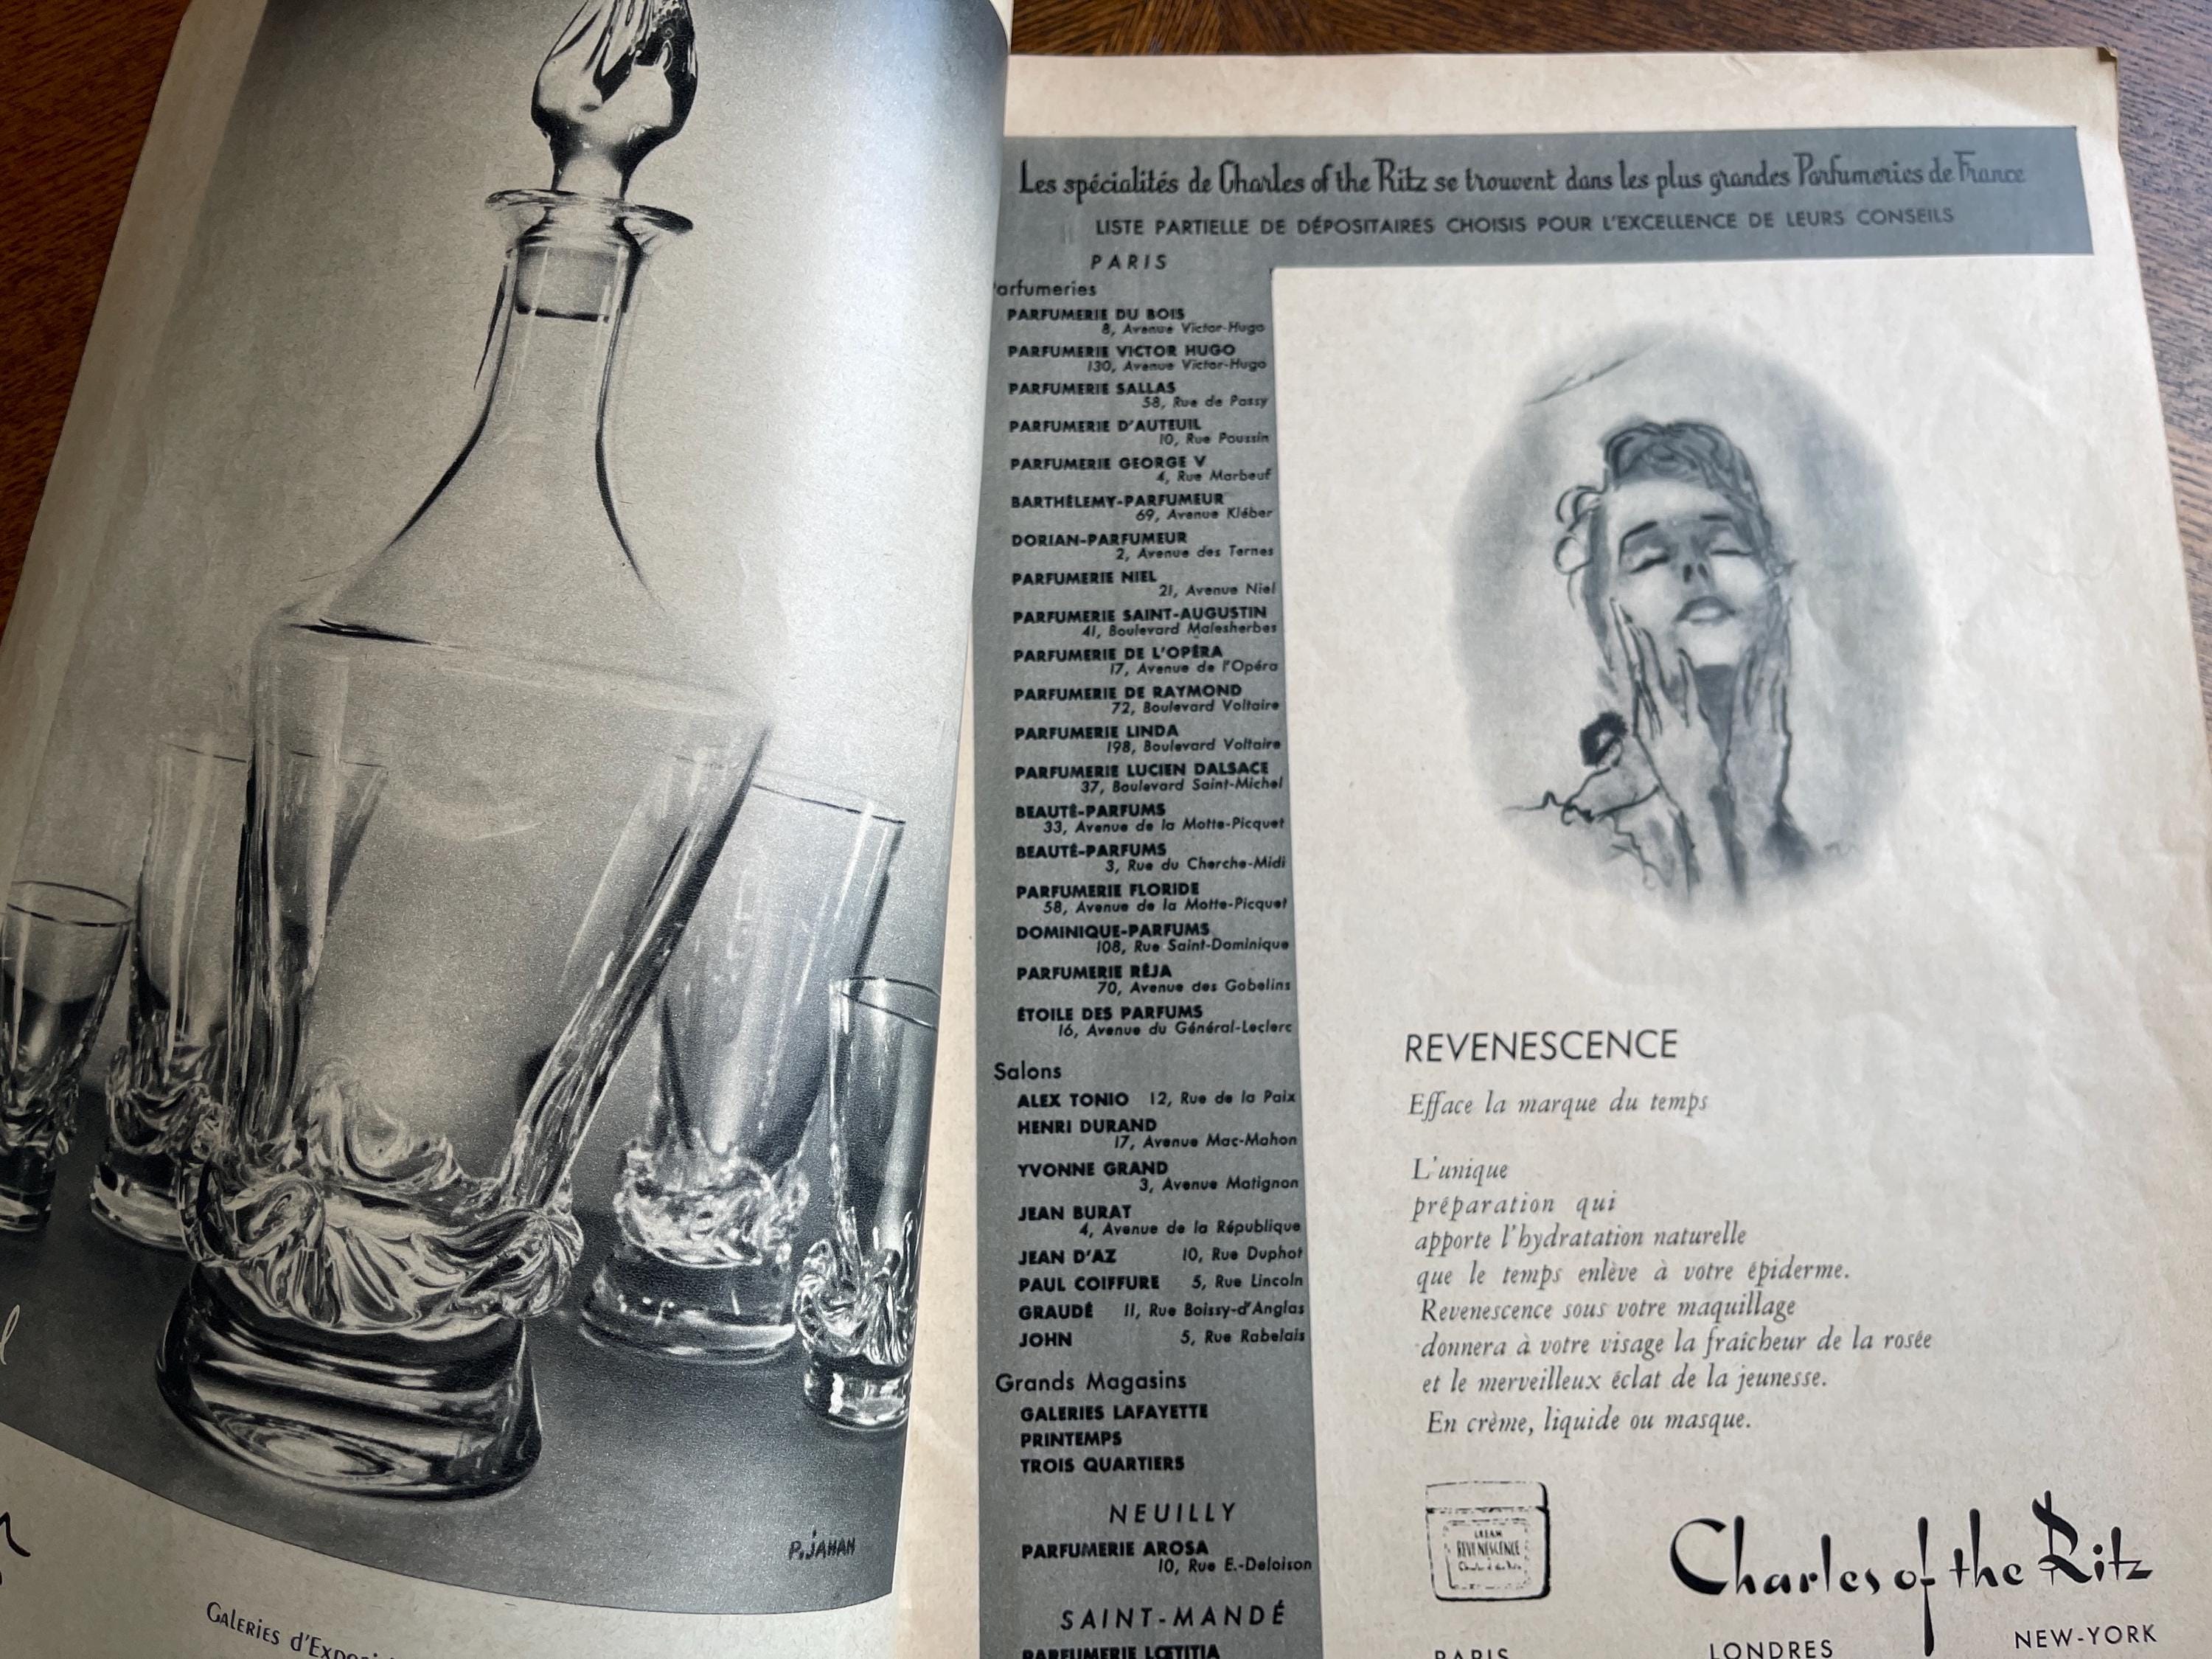 P. JAHAN
GALERIES d'
Les spécialités de Charles of the Ritz se trouvent dans les plus grandes Parfumeries de France
LISTE PARTIELLE DE DÉPOSITAIRES CHOISIS POUR L'EXCELLENCE DE LEURS CONSEILS
PARIS
arfumeries
PARFUMERIE DU BOIS
8, Avenue Victor-Hugo
PARFUMERIE VICTOR HUGO
130, Avenue Victor-Hugo
PARFUMERIE SALLAS
58, Rue de Passy
PARFUMERIE D'AUTEUIL
10, Rue Poussin
PARFUMERIE GEORGE V
4, Rue Marbeuf
BARTHÉLEMY-PARFUMEUR
69, Avenue Kléber
DORIAN-PARFUMEUR
2, Avenue des Ternes
PARFUMERIE NIEL
21, Avenue Niel
PARFUMERIE SAINT-AUGUSTIN
41, Boulevard Malesherbes
PARFUMERIE DE L'OPÉRA
17, Avenue de l'Opéra
PARFUMERIE DE RAYMOND
72, Boulevard Voltaire
PARFUMERIE LINDA
198, Boulevard Voltaire
PARFUMERIE LUCIEN DALSACE
37, Boulevard Saint-Michel
BEAUTÉ-PARFUMS
33, Avenue de la Motte-Picquet
BEAUTÉ-PARFUMS
3, Rue du Cherche-Midi
PARFUMERIE FLORIDE
58, Avenue de la Motte-Picquet
DOMINIQUE-PARFUMS
108, Rue Saint-Dominique
PARFUMERIE RÉJA
70, Avenue des Gobelins
ÉTOILE DES PARFUMS
16, Avenue du Général-Leclerc
Salons
ALEX TONIO 12, Rue de la Paix
HENRI DURAND
17, Avenue Mac-Mahon
YVONNE GRAND
3, Avenue Matignon
JEAN BURAT
4, Avenue de la République
JEAN D'AZ 10, Rue Duphot
PAUL COIFFURE 5, Rue Lincoln
GRAUDÉ 11, Rue Boissy-d'Anglas
JOHN 5, Rue Rabelais
Grands Magasins
GALERIES LAFAYETTE
PRINTEMPS
TROIS QUARTIERS
NEUILLY
PARFUMERIE AROSA
10, Rue E.-Deloison
SAINT-MANDÉ
PARFUMERIE LŒTITIA
REVENESCENCE
Efface la marque du temps
L'unique
préparation qui
apporte l'hydratation naturelle
que le temps enlève à votre épiderme.
Revenescence sous votre maquillage
donnera à votre visage la fraîcheur de la rosée
et le merveilleux éclat de la jeunesse.
En crème, liquide ou masque.
CREAM
REVENESCENCE
Charles of the Ritz
Charles of the Ritz
PARIS LONDRES NEW-YORK